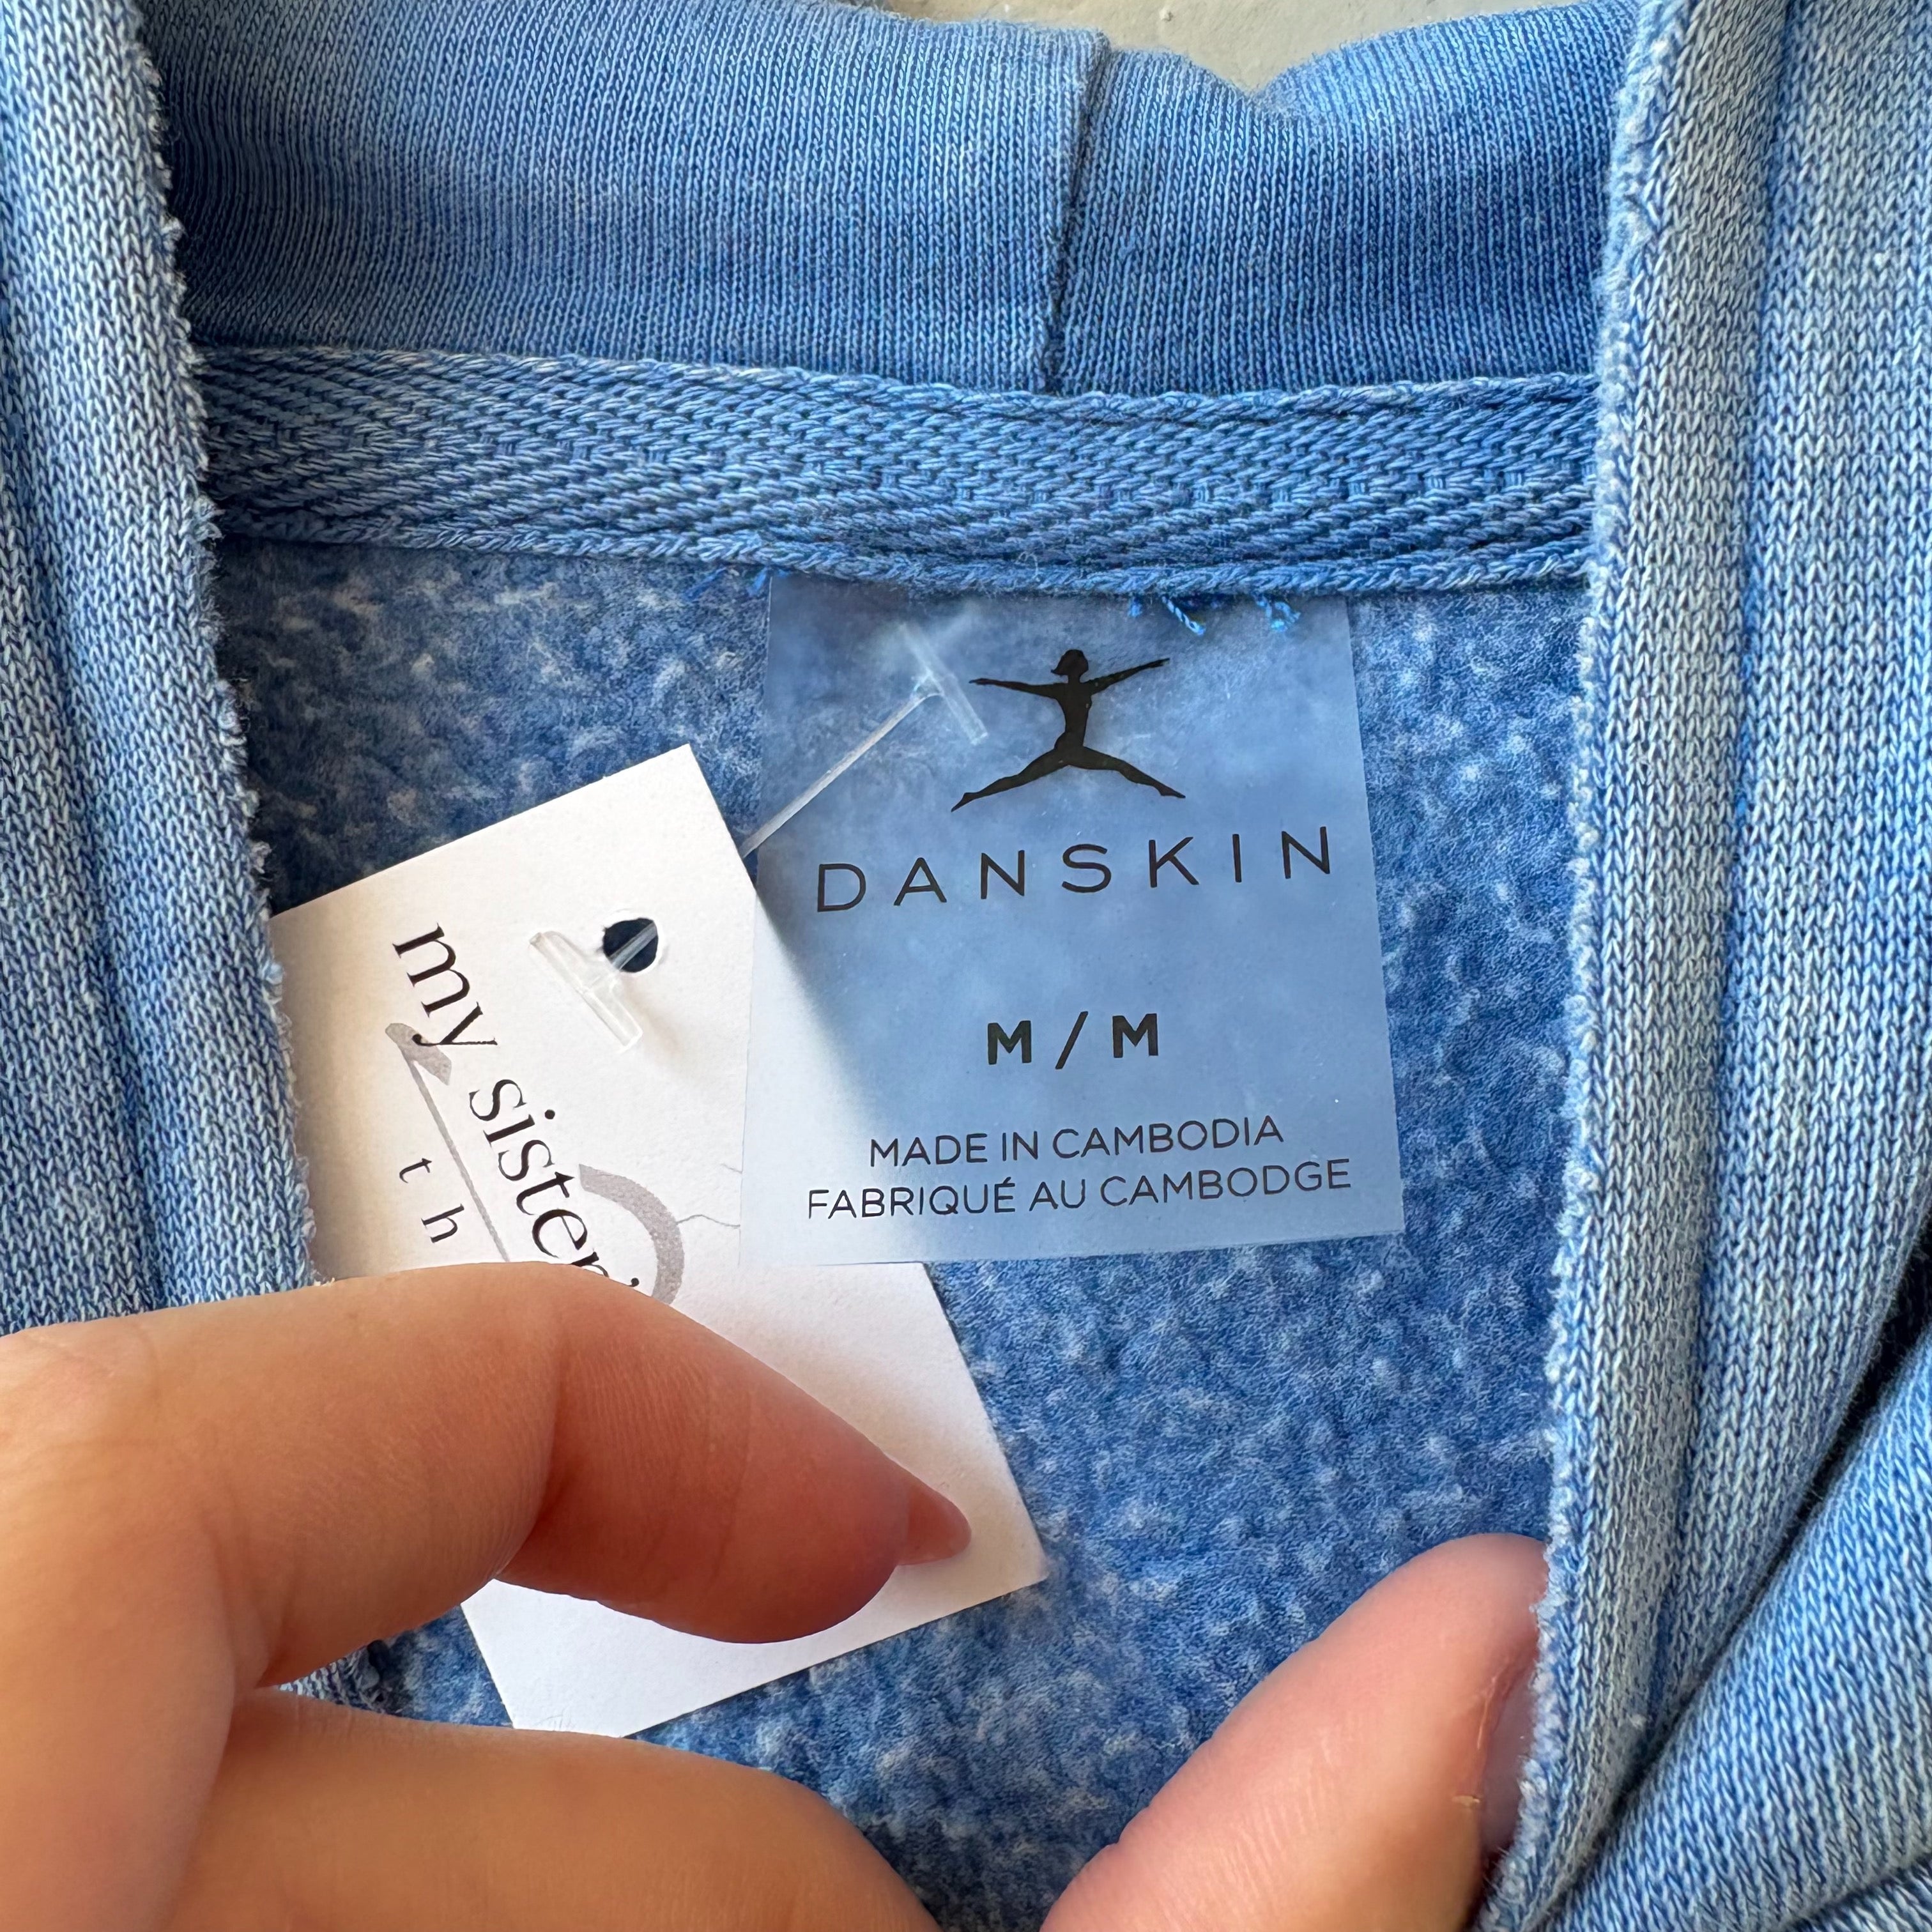 DANSKIN
M / M
MADE IN CAMBODIA
FABRIQUÉ AU CAMBODGE
my sister
t h